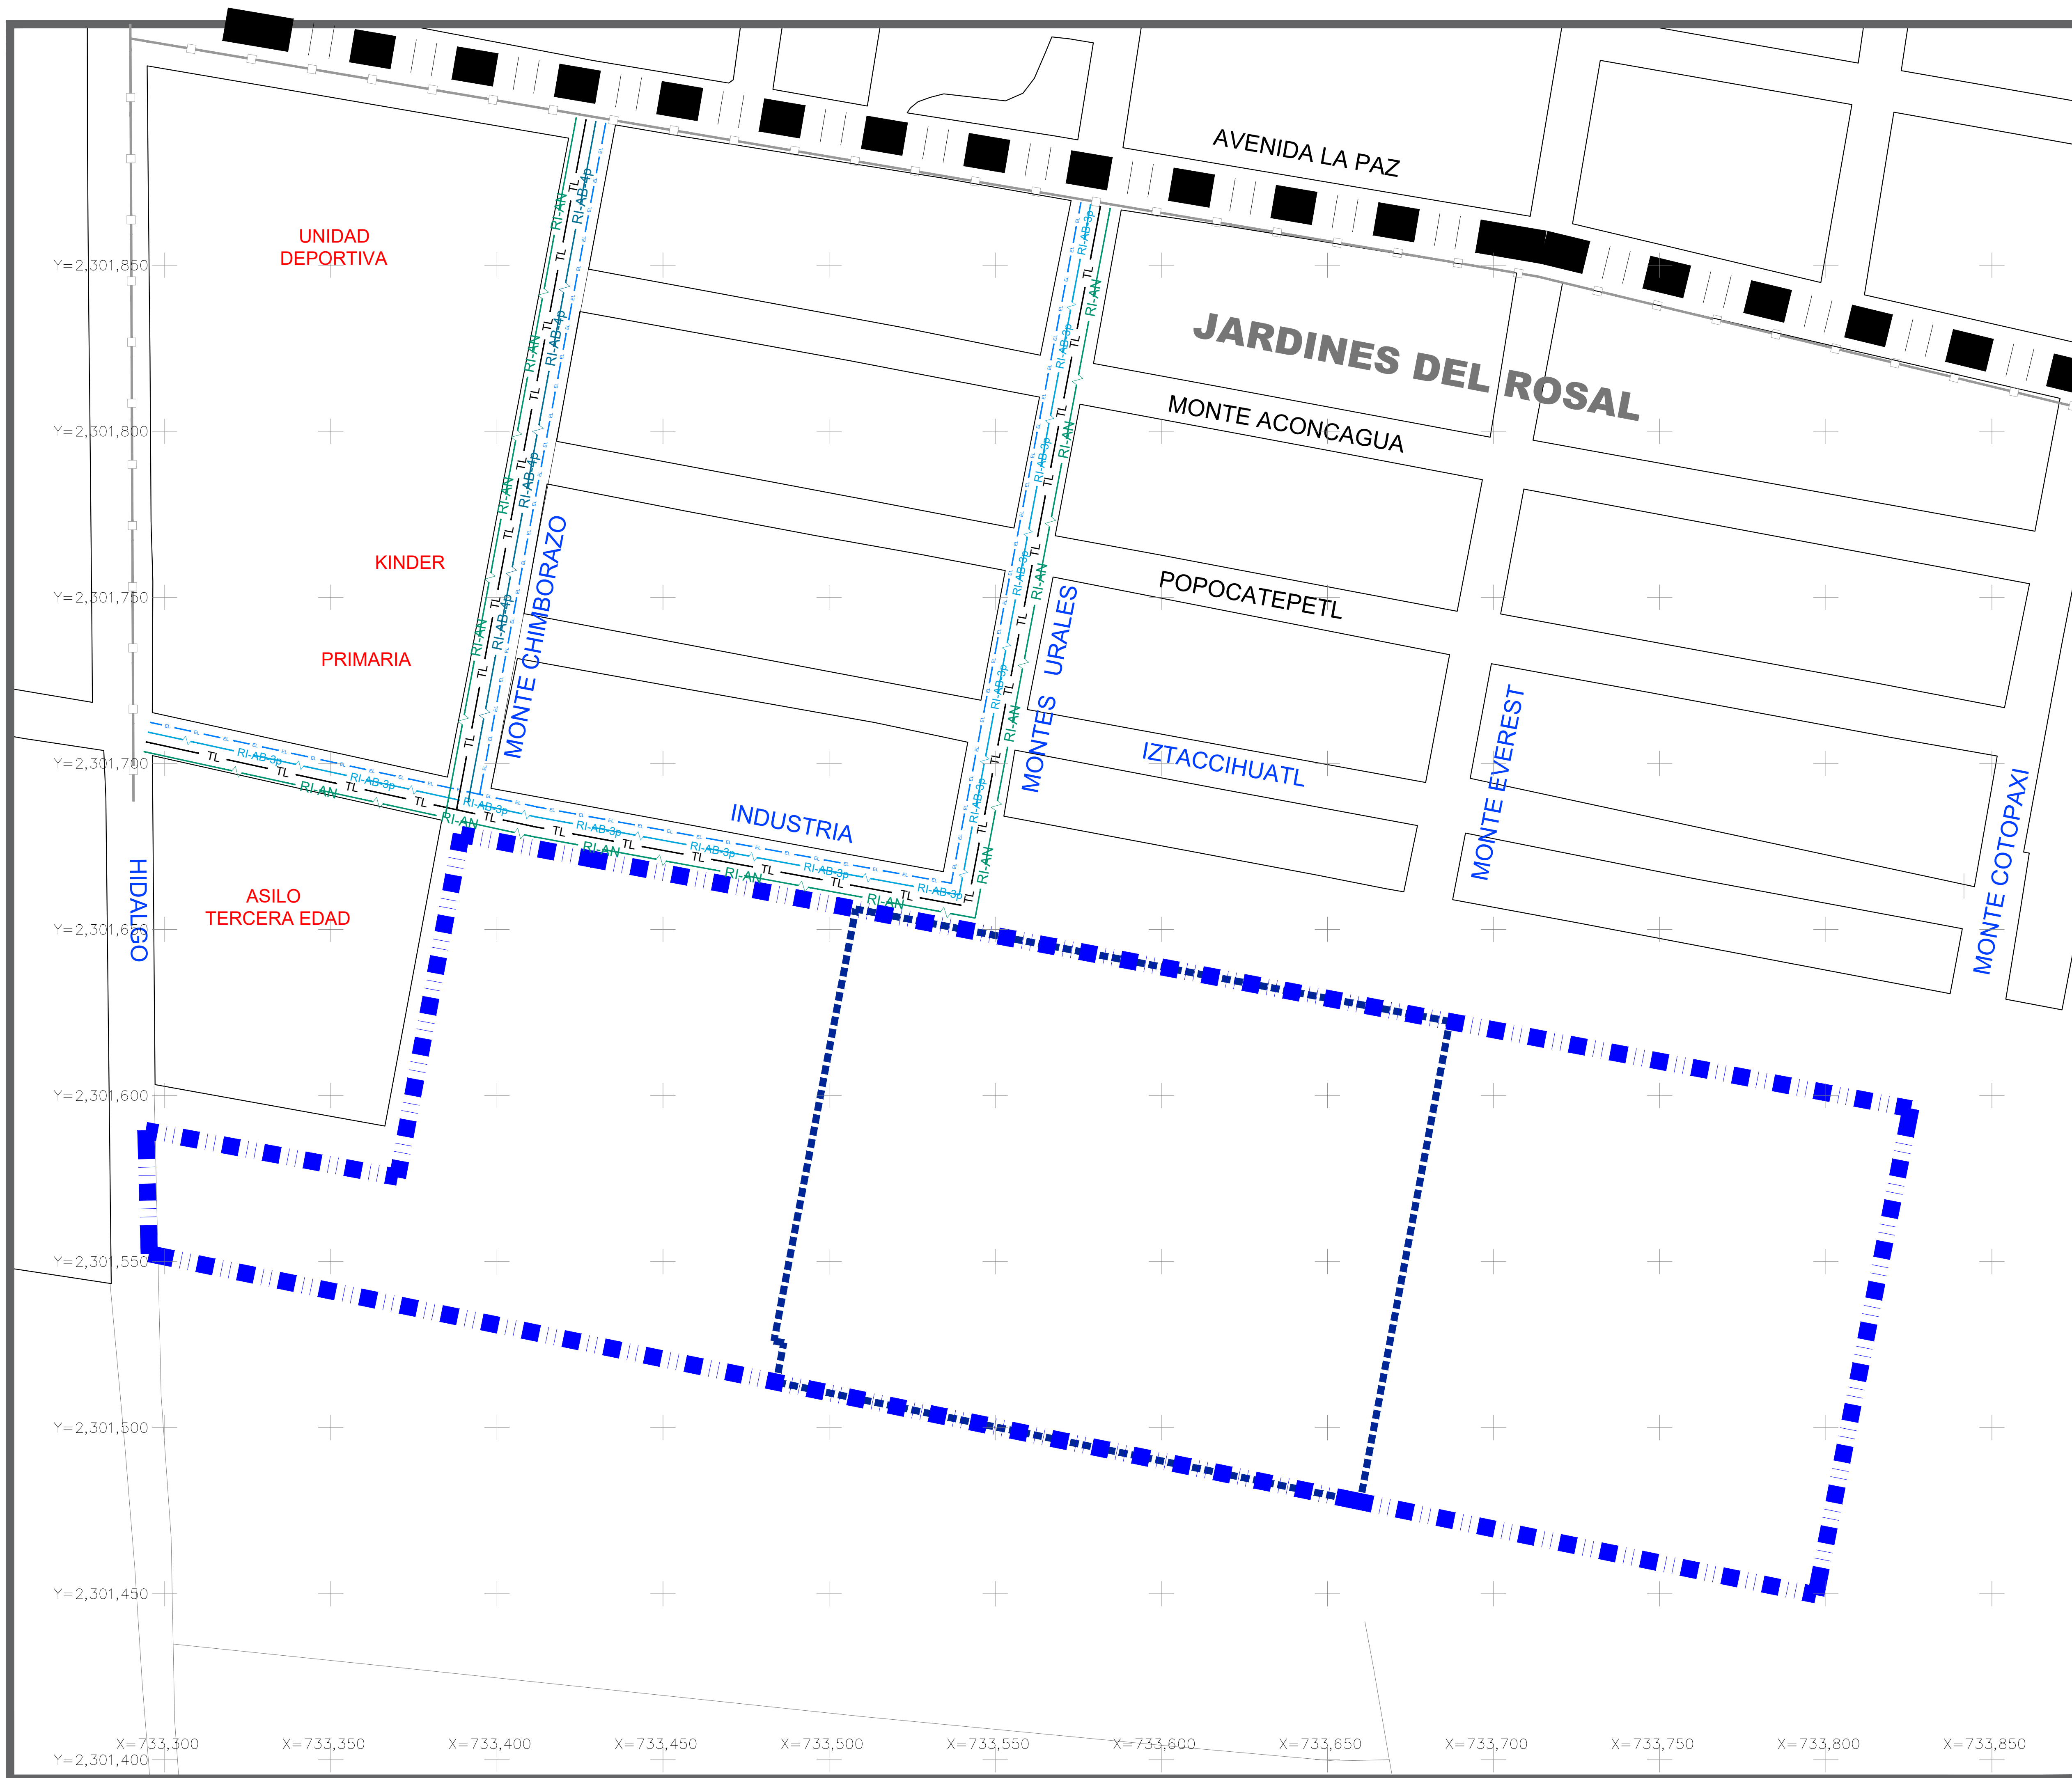 AVENIDA LA PAZ
UNIDAD
DEPORTIVA
JARDINES DEL ROSAL
MONTE ACONCAGUA
KINDER
POPOCATEPETL
PRIMARIA
MONTE CHIMBORAZO
MONTES URALES
IZTACCIHUATL
MONTE EVEREST
MONTE COTOPAXI
INDUSTRIA
HIDALGO
ASILO
TERCERA EDAD
RI-AN
TL
RI-AB-4p
EL
RI-AB-3p
Y=2,301,850
Y=2,301,800
Y=2,301,750
Y=2,301,700
Y=2,301,650
Y=2,301,600
Y=2,301,550
Y=2,301,500
Y=2,301,450
Y=2,301,400
X=733,300
X=733,350
X=733,400
X=733,450
X=733,500
X=733,550
X=733,600
X=733,650
X=733,700
X=733,750
X=733,800
X=733,850